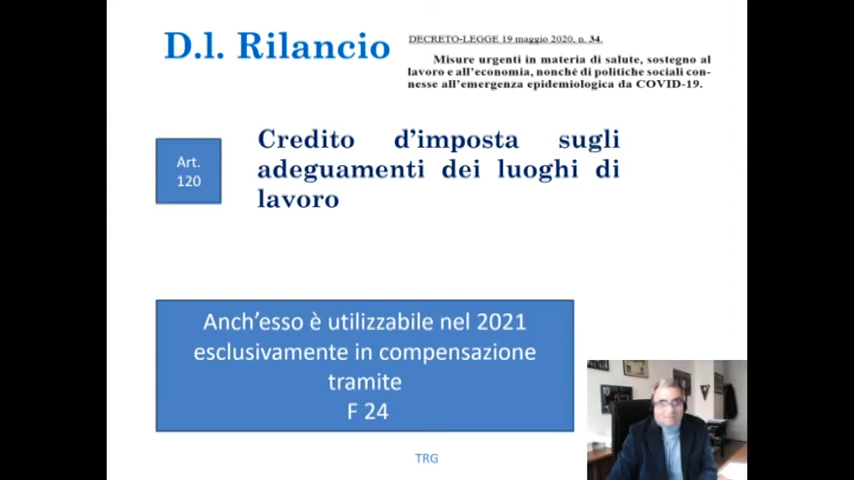 D.l. Rilancio
DECRETO-LEGGE 19 maggio 2020, n. 34.
Misure urgenti in materia di salute, sostegno al
lavoro e all'economia, nonché di politiche sociali con-
nesse all'emergenza epidemiologica da COVID-19.
Art.
120
Credito d'imposta sugli
adeguamenti dei luoghi di
lavoro
Anch'esso è utilizzabile nel 2021
esclusivamente in compensazione
tramite
F 24
TRG